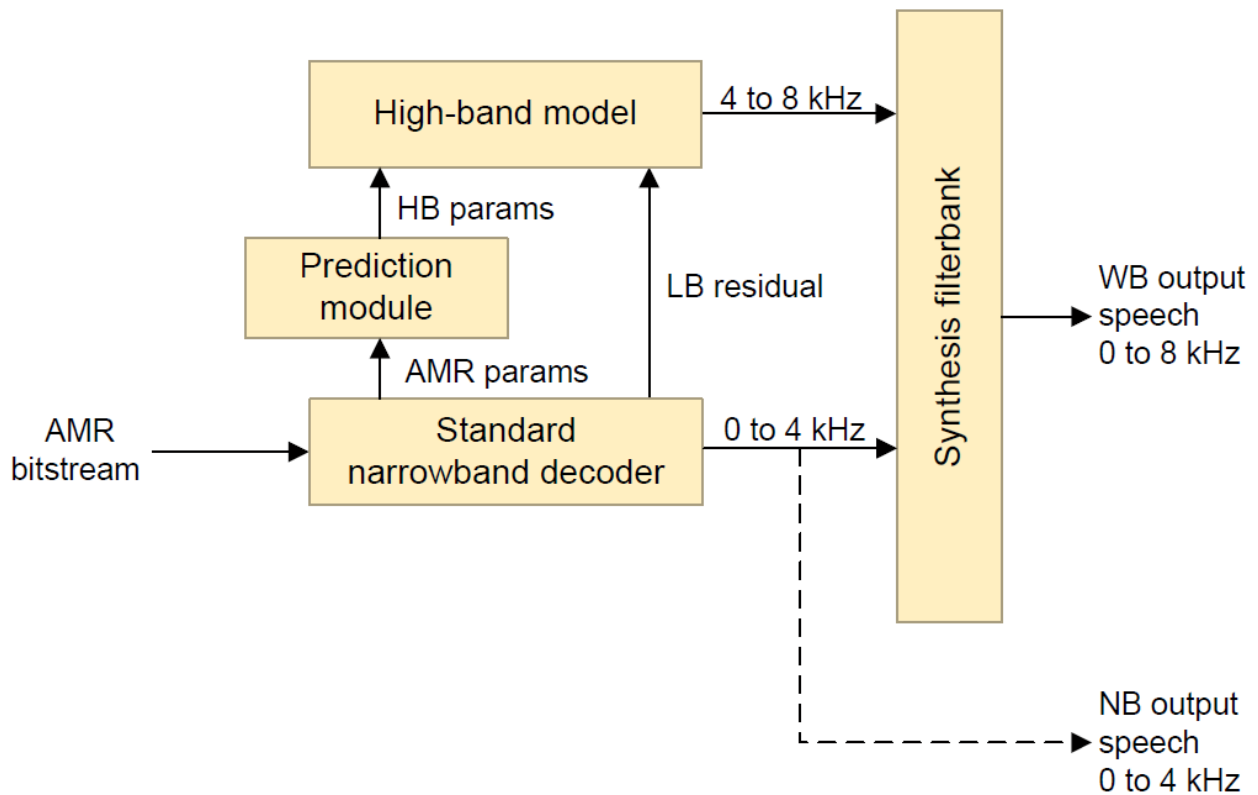 High-band model
4 to 8 kHz
HB params
Prediction
module
LB residual
AMR params
AMR
bitstream
Standard
narrowband decoder
0 to 4 kHz
Synthesis filterbank
WB output
speech
0 to 8 kHz
NB output
speech
0 to 4 kHz